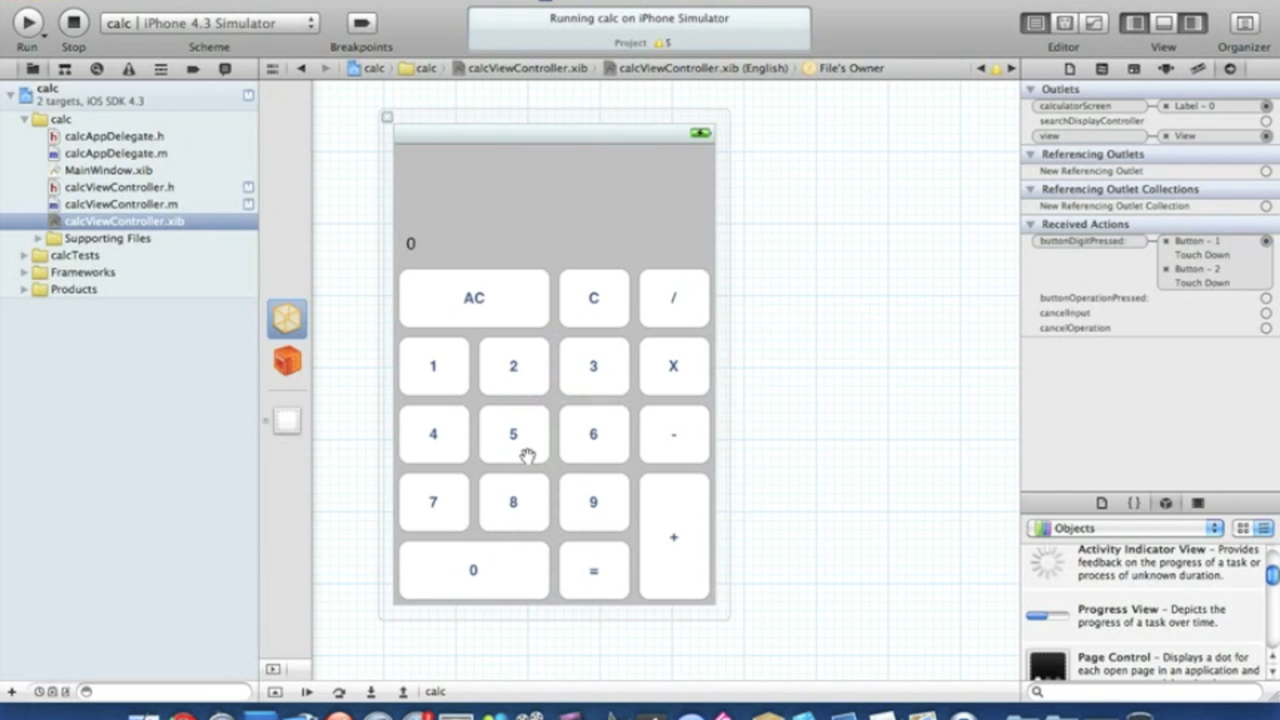 calc | iPhone 4.3 Simulator
Running calc on iPhone Simulator
Project 5
Run
Stop
Scheme
Breakpoints
Editor
View
Organizer
calc
calc
calcViewController.xib
calcViewController.xib (English)
File's Owner
calc
2 targets, iOS SDK 4.3
calc
calcAppDelegate.h
calcAppDelegate.m
MainWindow.xib
calcViewController.h
calcViewController.m
calcViewController.xib
Supporting Files
calcTests
Frameworks
Products
0
AC
C
/
1
2
3
X
4
5
6
-
7
8
9
+
0
=
Outlets
calculatorScreen
Label - 0
searchDisplayController
view
View
Referencing Outlets
New Referencing Outlet
Referencing Outlet Collections
New Referencing Outlet Collection
Received Actions
buttonDigitPressed:
Button - 1
Touch Down
Button - 2
Touch Down
buttonOperationPressed:
cancelInput
cancelOperation
{ }
Objects
Activity Indicator View - Provides
feedback on the progress of a task or
process of unknown duration.
Progress View - Depicts the
progress of a task over time.
Page Control - Displays a dot for
each open page in an application and
calc